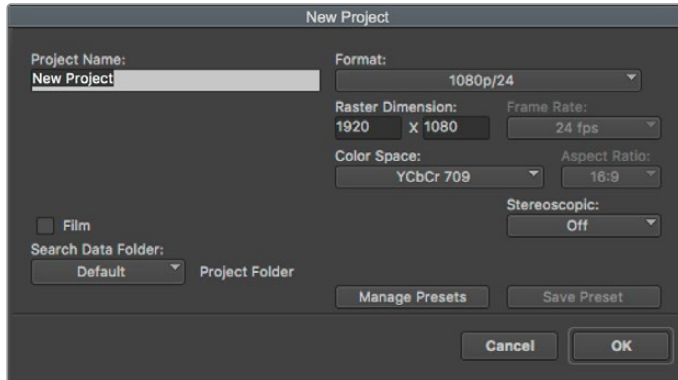 New Project
Project Name:
New Project
Format:
1080p/24
Raster Dimension:
Frame Rate:
1920 X 1080
24 fps
Color Space:
Aspect Ratio:
YCbCr 709
16:9
Stereoscopic:
Film
Off
Search Data Folder:
Default
Project Folder
Manage Presets
Save Preset
Cancel
OK